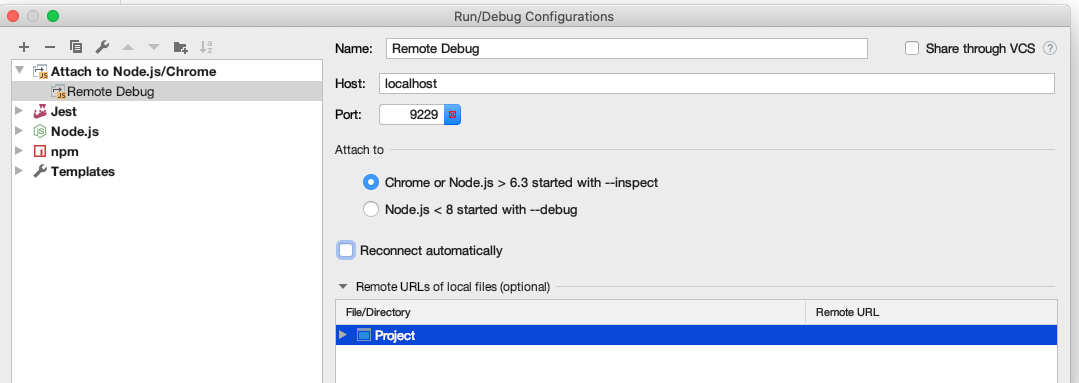 Run/Debug Configurations
Name: Remote Debug Share through VCS ?
Attach to Node.js/Chrome
Remote Debug
Jest
Node.js
npm
Templates
Host: localhost
Port: 9229
Attach to
Chrome or Node.js > 6.3 started with --inspect
Node.js < 8 started with --debug
Reconnect automatically
Remote URLs of local files (optional)
File/Directory Remote URL
Project